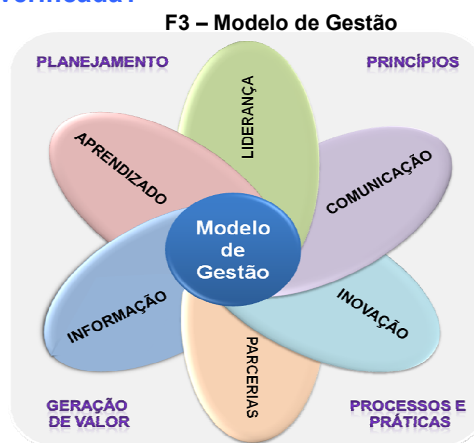 F3 – Modelo de Gestão
PLANEJAMENTO
PRINCÍPIOS
LIDERANÇA
APRENDIZADO
COMUNICAÇÃO
Modelo
de
Gestão
INFORMAÇÃO
INOVAÇÃO
PARCERIAS
GERAÇÃO
DE VALOR
PROCESSOS E
PRÁTICAS